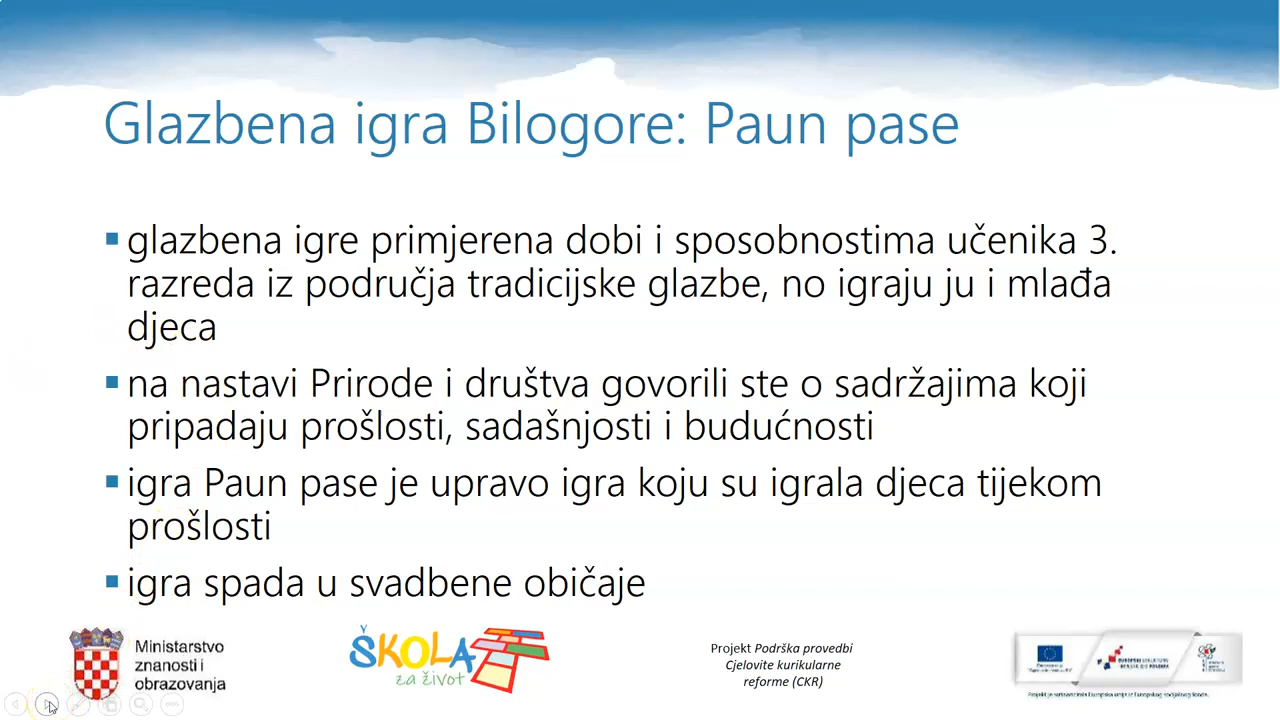 Glazbena igra Bilogore: Paun pase
glazbena igre primjerena dobi i sposobnostima učenika 3.
razreda iz područja tradicijske glazbe, no igraju ju i mlađa
djeca
na nastavi Prirode i društva govorili ste o sadržajima koji
pripadaju prošlosti, sadašnjosti i budućnosti
igra Paun pase je upravo igra koju su igrala djeca tijekom
prošlosti
igra spada u svadbene običaje
Ministarstvo
znanosti i
obrazovanja
ŠKOLA
za život
Projekt Podrška provedbi
Cjelovite kurikularne
reforme (CKR)